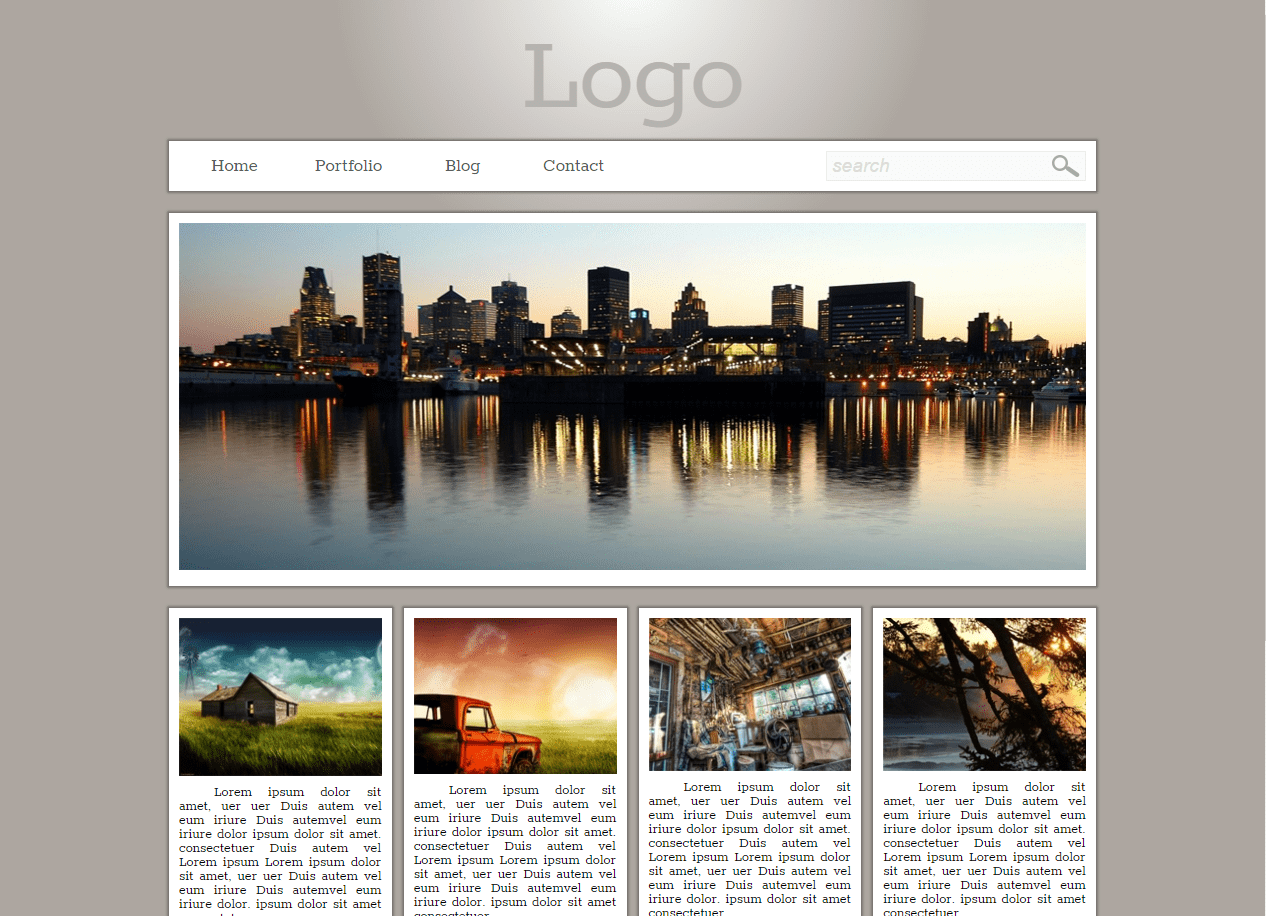 Logo
Home Portfolio Blog Contact search
Lorem ipsum dolor sit
amet, uer uer Duis autem vel
eum iriure Duis autemvel eum
iriure dolor ipsum dolor sit amet.
consectetuer Duis autem vel
Lorem ipsum Lorem ipsum dolor
sit amet, uer uer Duis autem vel
eum iriure Duis autemvel eum
iriure dolor. ipsum dolor sit amet
Lorem ipsum dolor sit
amet, uer uer Duis autem vel
eum iriure Duis autemvel eum
iriure dolor ipsum dolor sit amet.
consectetuer Duis autem vel
Lorem ipsum Lorem ipsum dolor
sit amet, uer uer Duis autem vel
eum iriure Duis autemvel eum
iriure dolor. ipsum dolor sit amet
consectetuer
Lorem ipsum dolor sit
amet, uer uer Duis autem vel
eum iriure Duis autemvel eum
iriure dolor ipsum dolor sit amet.
consectetuer Duis autem vel
Lorem ipsum Lorem ipsum dolor
sit amet, uer uer Duis autem vel
eum iriure Duis autemvel eum
iriure dolor. ipsum dolor sit amet
consectetuer
Lorem ipsum dolor sit
amet, uer uer Duis autem vel
eum iriure Duis autemvel eum
iriure dolor ipsum dolor sit amet.
consectetuer Duis autem vel
Lorem ipsum Lorem ipsum dolor
sit amet, uer uer Duis autem vel
eum iriure Duis autemvel eum
iriure dolor. ipsum dolor sit amet
consectetuer